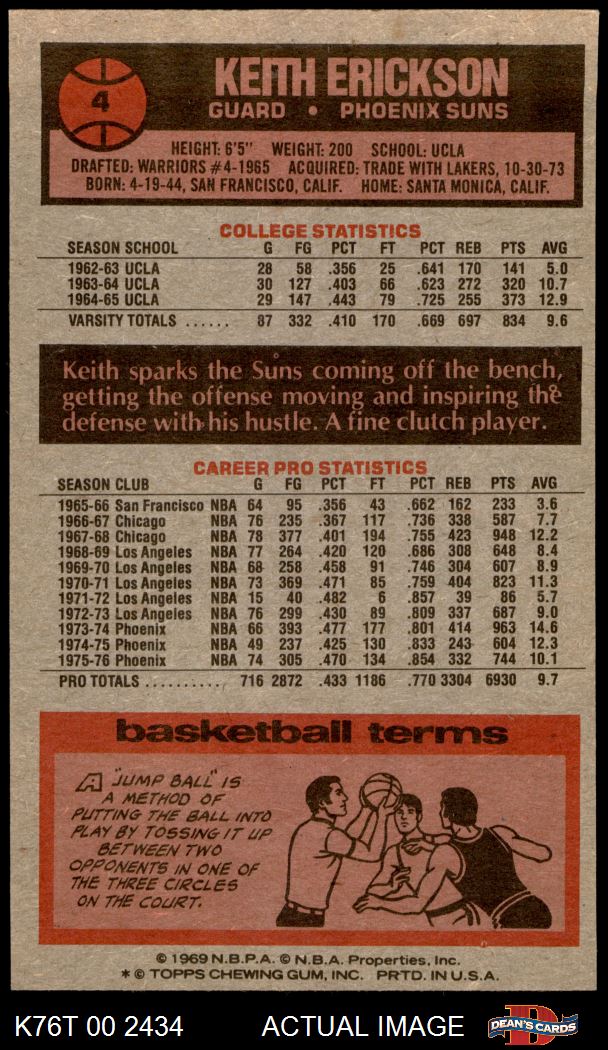 4
KEITH ERICKSON
GUARD • PHOENIX SUNS
HEIGHT: 6'5" WEIGHT: 200 SCHOOL: UCLA
DRAFTED: WARRIORS #4-1965 ACQUIRED: TRADE WITH LAKERS, 10-30-73
BORN: 4-19-44, SAN FRANCISCO, CALIF. HOME: SANTA MONICA, CALIF.
COLLEGE STATISTICS
SEASON SCHOOL G FG PCT FT PCT REB PTS AVG
1962-63 UCLA 28 58 .356 25 .641 170 141 5.0
1963-64 UCLA 30 127 .403 66 .623 272 320 10.7
1964-65 UCLA 29 147 .443 79 .725 255 373 12.9
VARSITY TOTALS ...... 87 332 .410 170 .669 697 834 9.6
Keith sparks the Suns coming off the bench,
getting the offense moving and inspiring the
defense with his hustle. A fine clutch player.
CAREER PRO STATISTICS
SEASON CLUB G FG PCT FT PCT REB PTS AVG
1965-66 San Francisco NBA 64 95 .356 43 .662 162 233 3.6
1966-67 Chicago NBA 76 235 .367 117 .736 338 587 7.7
1967-68 Chicago NBA 78 377 .401 194 .755 423 948 12.2
1968-69 Los Angeles NBA 77 264 .420 120 .686 308 648 8.4
1969-70 Los Angeles NBA 68 258 .458 91 .746 304 607 8.9
1970-71 Los Angeles NBA 73 369 .471 85 .759 404 823 11.3
1971-72 Los Angeles NBA 15 40 .482 6 .857 39 86 5.7
1972-73 Los Angeles NBA 76 299 .430 89 .809 337 687 9.0
1973-74 Phoenix NBA 66 393 .477 177 .801 414 963 14.6
1974-75 Phoenix NBA 49 237 .425 130 .833 243 604 12.3
1975-76 Phoenix NBA 74 305 .470 134 .854 332 744 10.1
PRO TOTALS .......... 716 2872 .433 1186 .770 3304 6930 9.7
basketball terms
A "JUMP BALL" IS
A METHOD OF
PUTTING THE BALL INTO
PLAY BY TOSSING IT UP
BETWEEN TWO
OPPONENTS IN ONE OF
THE THREE CIRCLES
ON THE COURT.
© 1969 N.B.P.A. © N.B.A. Properties, Inc.
* © TOPPS CHEWING GUM, INC. PRTD. IN U.S.A.
K76T 00 2434 ACTUAL IMAGE D DEAN'S CARDS